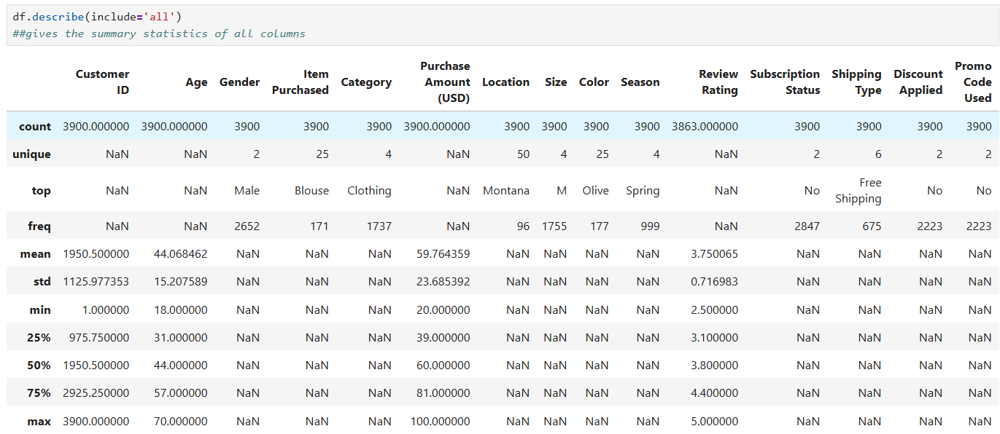 df.describe(include='all')
##gives the summary statistics of all columns
Customer ID Age Gender Item Purchased Category Purchase Amount (USD) Location Size Color Season Review Rating Subscription Status Shipping Type Discount Applied Promo Code Used
count 3900.000000 3900.000000 3900 3900 3900 3900.000000 3900 3900 3900 3900 3863.000000 3900 3900 3900 3900
unique NaN NaN 2 25 4 NaN 50 4 25 4 NaN 2 6 2 2
top NaN NaN Male Blouse Clothing NaN Montana M Olive Spring NaN No Free Shipping No No
freq NaN NaN 2652 171 1737 NaN 96 1755 177 999 NaN 2847 675 2223 2223
mean 1950.500000 44.068462 NaN NaN NaN 59.764359 NaN NaN NaN NaN 3.750065 NaN NaN NaN NaN
std 1125.977353 15.207589 NaN NaN NaN 23.685392 NaN NaN NaN NaN 0.716983 NaN NaN NaN NaN
min 1.000000 18.000000 NaN NaN NaN 20.000000 NaN NaN NaN NaN 2.500000 NaN NaN NaN NaN
25% 975.750000 31.000000 NaN NaN NaN 39.000000 NaN NaN NaN NaN 3.100000 NaN NaN NaN NaN
50% 1950.500000 44.000000 NaN NaN NaN 60.000000 NaN NaN NaN NaN 3.800000 NaN NaN NaN NaN
75% 2925.250000 57.000000 NaN NaN NaN 81.000000 NaN NaN NaN NaN 4.400000 NaN NaN NaN NaN
max 3900.000000 70.000000 NaN NaN NaN 100.000000 NaN NaN NaN NaN 5.000000 NaN NaN NaN NaN